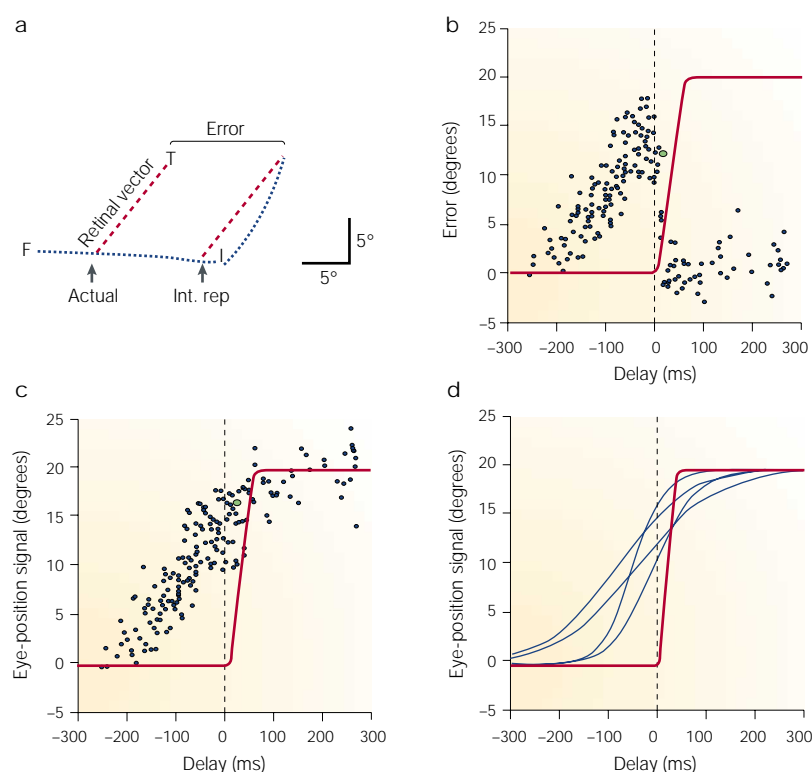 a
Error
T
Retinal vector
F
I
5°
5°
Actual
Int. rep
b
25
20
15
10
5
0
−5
Error (degrees)
−300 −200 −100 0 100 200 300
Delay (ms)
c
25
20
15
10
5
0
−5
Eye-position signal (degrees)
−300 −200 −100 0 100 200 300
Delay (ms)
d
25
20
15
10
5
0
−5
Eye-position signal (degrees)
−300 −200 −100 0 100 200 300
Delay (ms)